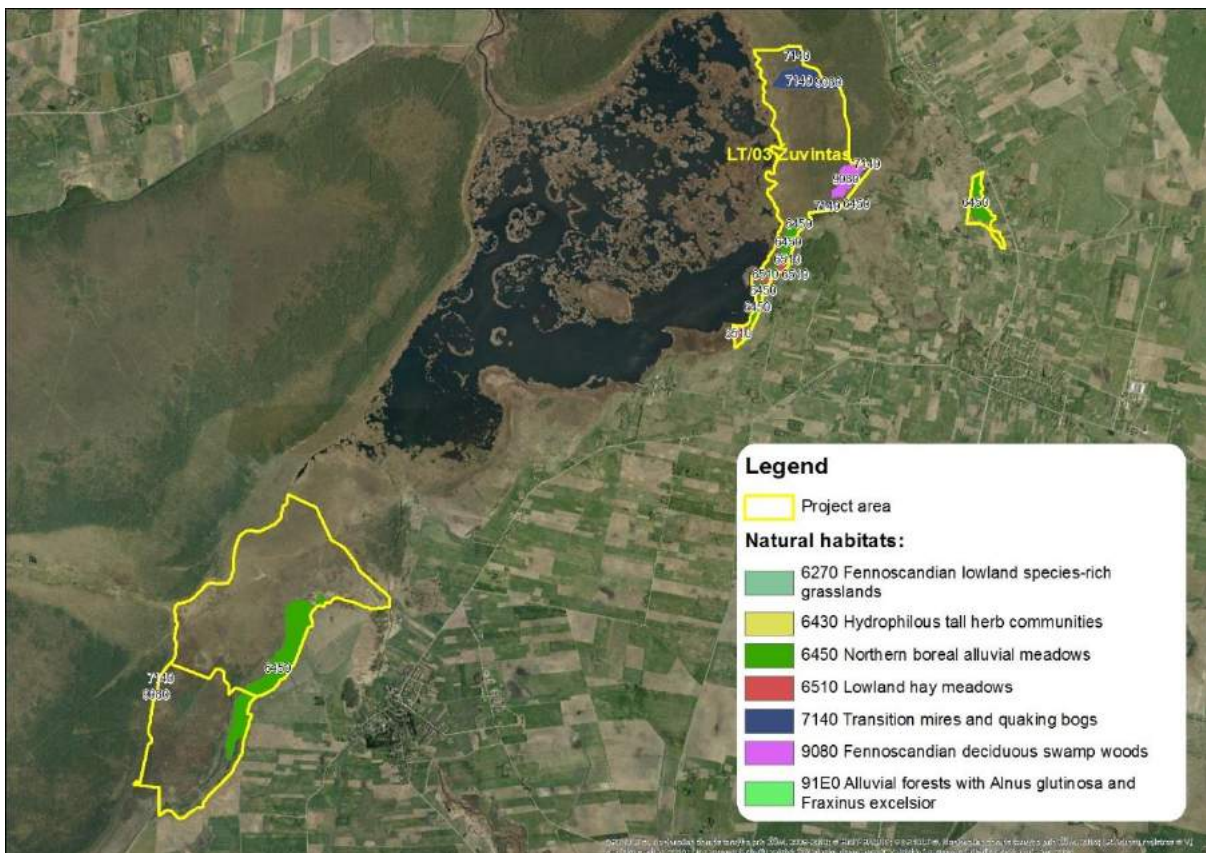 7140
7140 9080
LT/03 Zuvintas
7140
9080
7140 6450
6450
6450
6450
6510
6510 6510
6450
6450
6510
6450
7140
9080
Legend
Project area
Natural habitats:
6270 Fennoscandian lowland species-rich
grasslands
6430 Hydrophilous tall herb communities
6450 Northern boreal alluvial meadows
6510 Lowland hay meadows
7140 Transition mires and quaking bogs
9080 Fennoscandian deciduous swamp woods
91E0 Alluvial forests with Alnus glutinosa and
Fraxinus excelsior